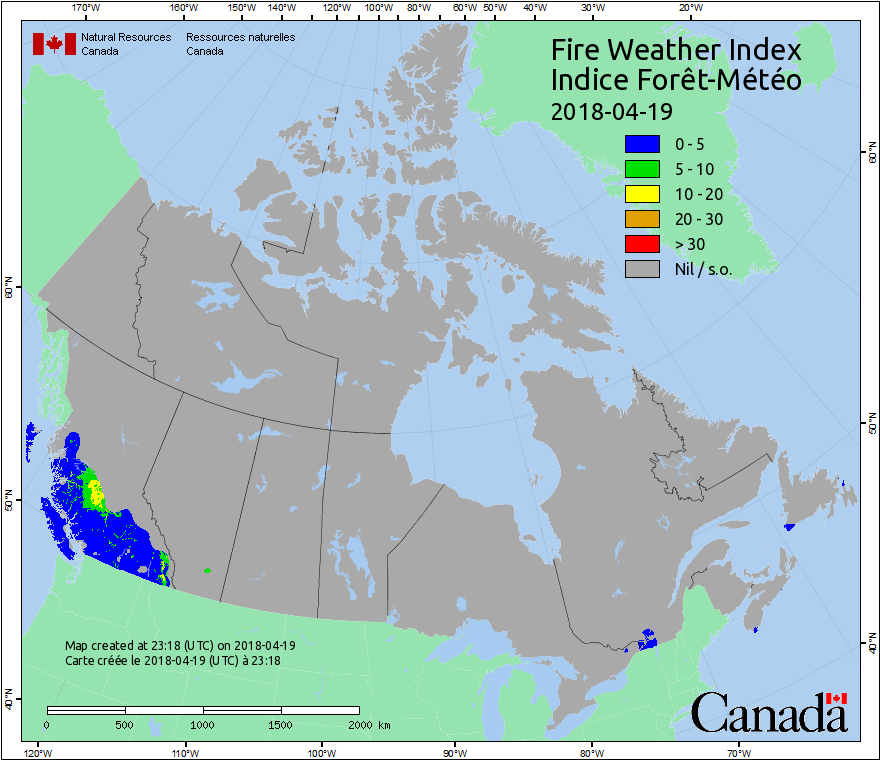 170°W 160°W 150°W 140°W 130°W 120°W 110°W 100°W 90°W 80°W 60°W 50°W 40°W 30°W 20°W
Natural Resources Ressources naturelles
Canada Canada
Fire Weather Index
Indice Forêt-Météo
2018-04-19
0 - 5
5 - 10
10 - 20
20 - 30
> 30
Nil / s.o.
60°N
60°N
50°N
50°N
40°N
40°N
Map created at 23:18 (UTC) on 2018-04-19
Carte créée le 2018-04-19 (UTC) à 23:18
0 500 1000 1500 2000 km
Canada
120°W 110°W 100°W 90°W 80°W 70°W